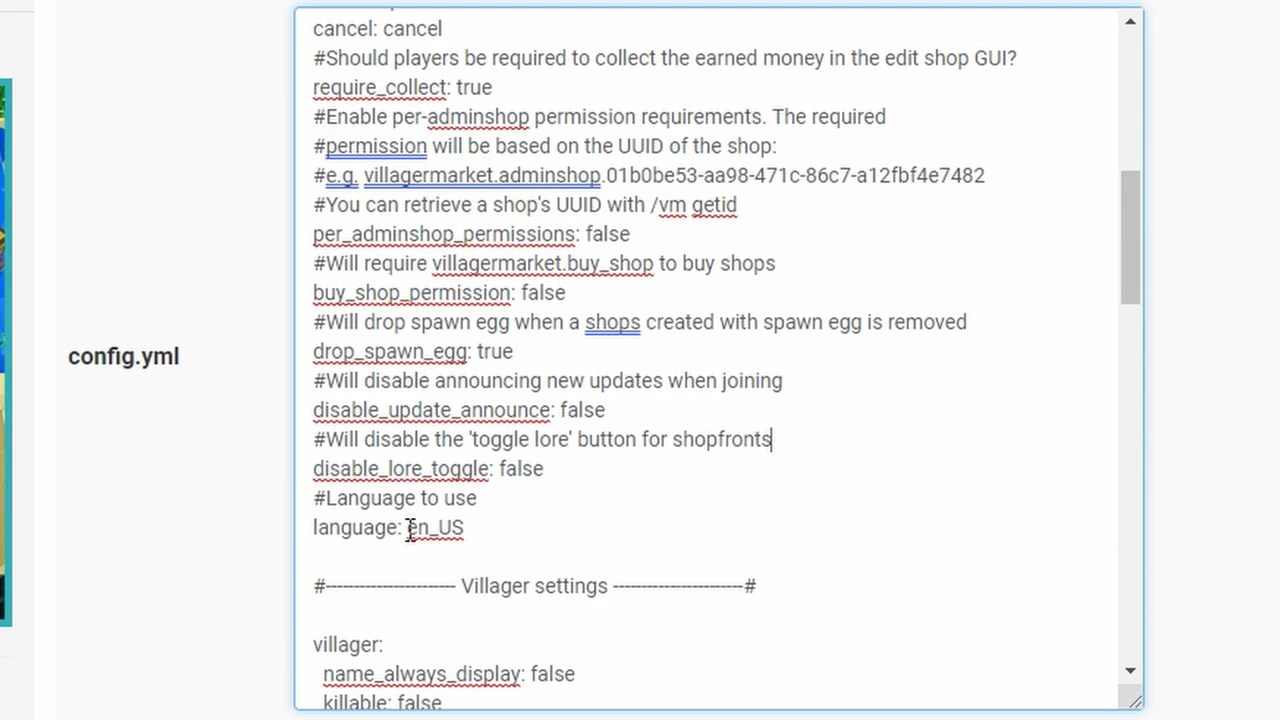 cancel: cancel
#Should players be required to collect the earned money in the edit shop GUI?
require_collect: true
#Enable per-adminshop permission requirements. The required
#permission will be based on the UUID of the shop:
#e.g. villagermarket.adminshop.01b0be53-aa98-471c-86c7-a12fbf4e7482
#You can retrieve a shop's UUID with /vm getid
per_adminshop_permissions: false
#Will require villagermarket.buy_shop to buy shops
buy_shop_permission: false
#Will drop spawn egg when a shops created with spawn egg is removed
drop_spawn_egg: true
config.yml
#Will disable announcing new updates when joining
disable_update_announce: false
#Will disable the 'toggle lore' button for shopfronts
disable_lore_toggle: false
#Language to use
language: en_US
#---------------------- Villager settings ----------------------#
villager:
name_always_display: false
killable: false